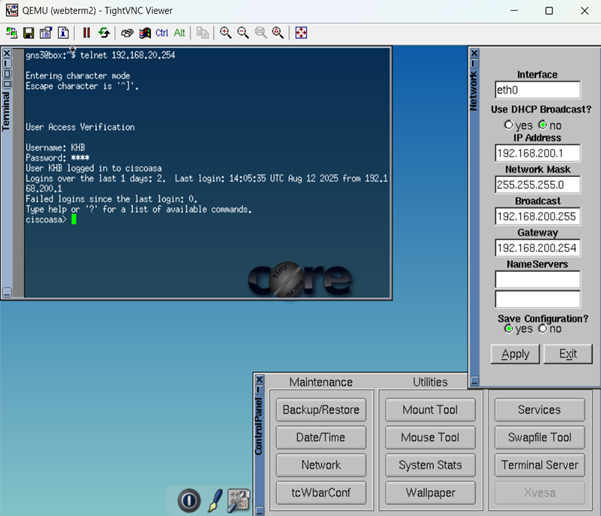 QEMU (webterm2) - TightVNC Viewer
Ctrl Alt
Terminal
gns3@box:~$ telnet 192.168.20.254
Entering character mode
Escape character is '^]'.
User Access Verification
Username: KHB
Password: ****
User KHB logged in to ciscoasa
Logins over the last 1 days: 2.  Last login: 14:05:35 UTC Aug 12 2025 from 192.1
68.200.1
Failed logins since the last login: 0.
Type help or '?' for a list of available commands.
ciscoasa>
core
Network
Interface
eth0
Use DHCP Broadcast?
yes no
IP Address
192.168.200.1
Network Mask
255.255.255.0
Broadcast
192.168.200.255
Gateway
192.168.200.254
NameServers
Save Configuration?
yes no
Apply Exit
ControlPanel
Maintenance Utilities
Backup/Restore Mount Tool Services
Date/Time Mouse Tool Swapfile Tool
Network System Stats Terminal Server
tcWbarConf Wallpaper Xvesa